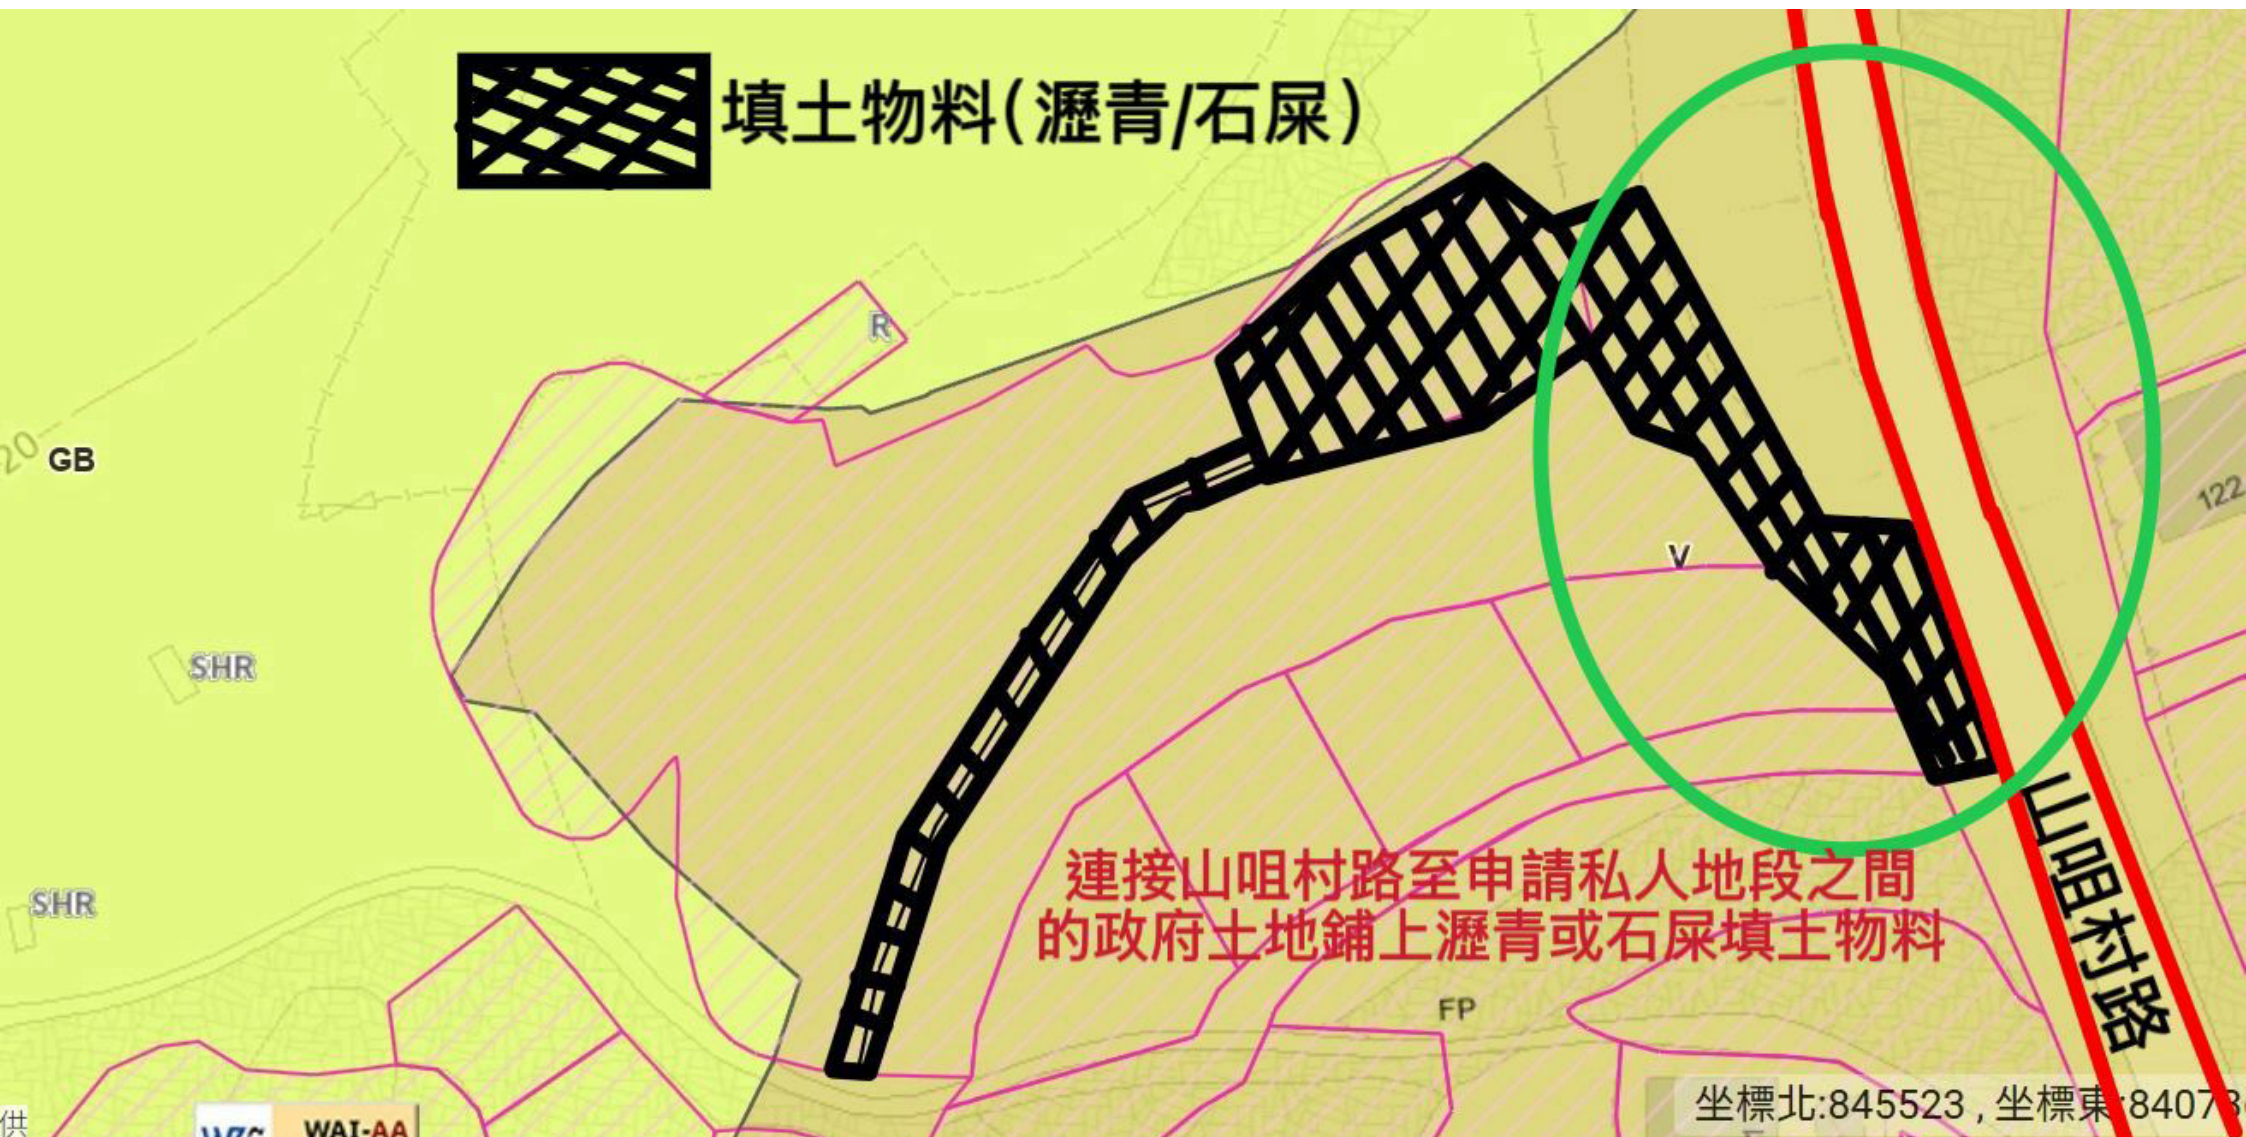 填土物料(瀝青/石屎)
R
20
GB
122
V
SHR
SHR
山咀村路
連接山咀村路至申請私人地段之間
的政府土地鋪上瀝青或石屎填土物料
FP
坐標北:845523 , 坐標東:84073
供
WAI-AA